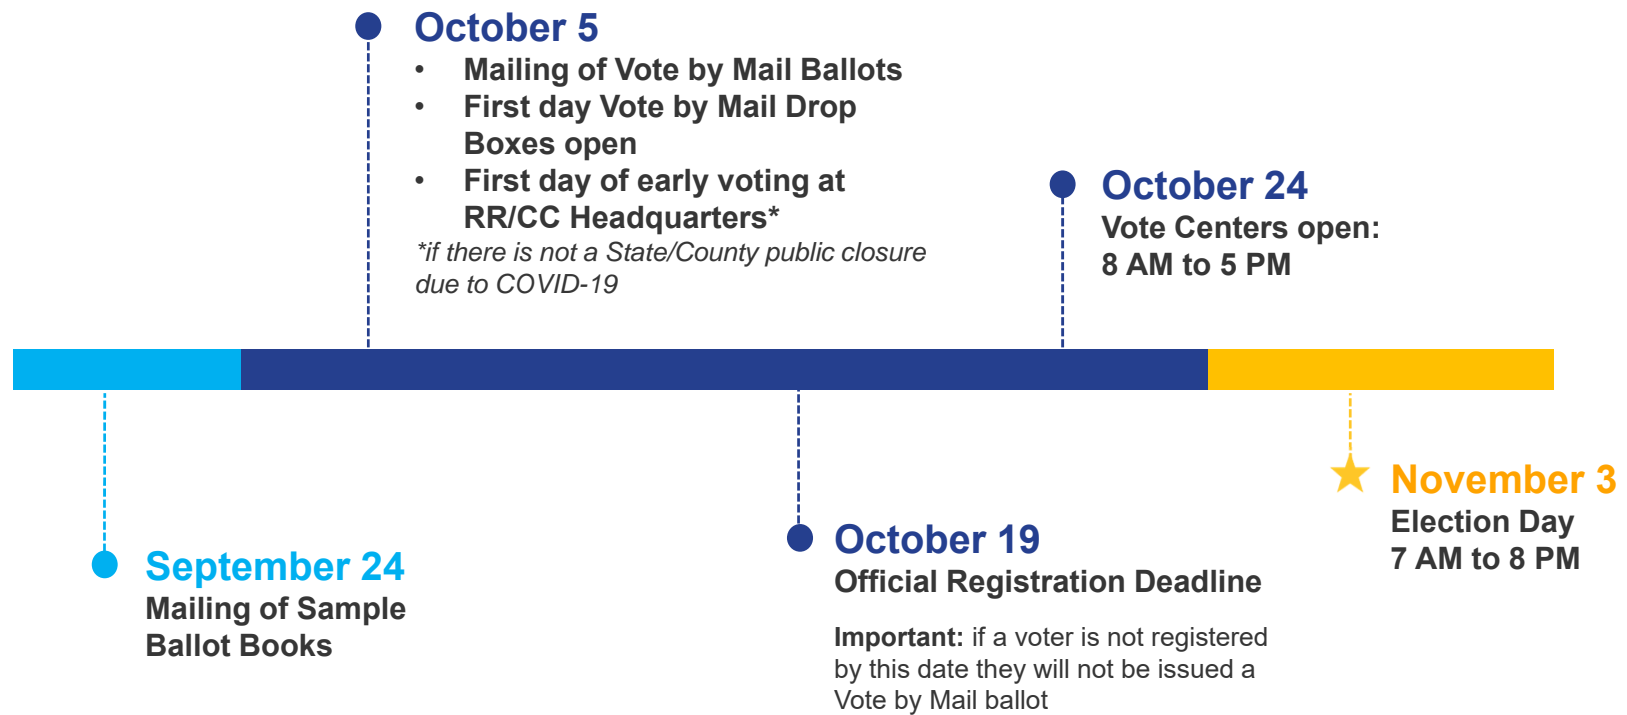 October 5
• Mailing of Vote by Mail Ballots
• First day Vote by Mail Drop
Boxes open
• First day of early voting at
RR/CC Headquarters*
*if there is not a State/County public closure
due to COVID-19
October 24
Vote Centers open:
8 AM to 5 PM
September 24
Mailing of Sample
Ballot Books
October 19
Official Registration Deadline
Important: if a voter is not registered
by this date they will not be issued a
Vote by Mail ballot
November 3
Election Day
7 AM to 8 PM